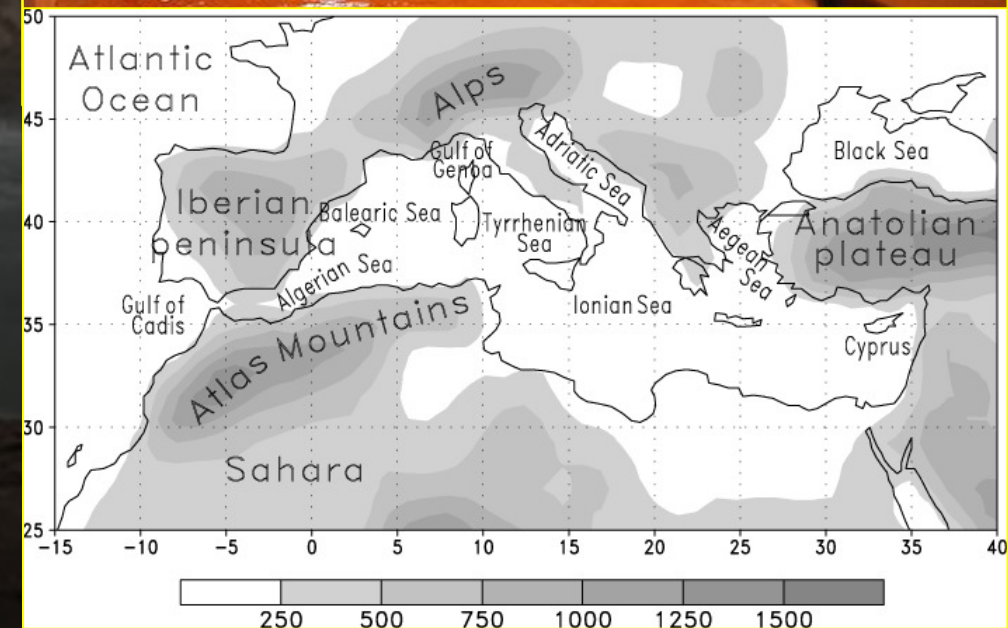 50
Atlantic
Ocean
Alps
45
Gulf of
Genoa
Adriatic Sea
Black Sea
Iberian
peninsula
Balearic Sea
Tyrrhenian
Sea
Aegean
Sea
Anatolian
plateau
40
Algerian Sea
Gulf of
Cadis
Ionian Sea
35
Cyprus
Atlas Mountains
30
Sahara
25
-15 -10 -5 0 5 10 15 20 25 30 35 40
250 500 750 1000 1250 1500